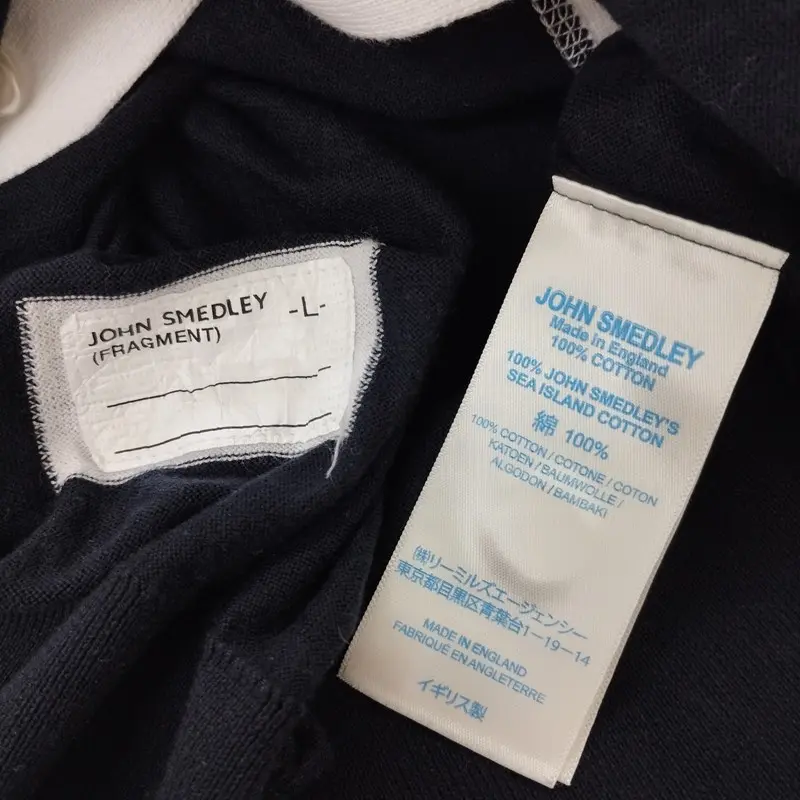 JOHN SMEDLEY -L-
(FRAGMENT)
JOHN SMEDLEY
Made in England
100% COTTON
100% JOHN SMEDLEY'S
SEA ISLAND COTTON
綿 100%
100% COTTON / COTONE / COTON
KATOEN / BAUMWOLLE /
ALGODON / BAMBAKI
㈱リーミルズエージェンシー
東京都目黒区青葉台1-19-14
MADE IN ENGLAND
FABRIQUÉ EN ANGLETERRE
イギリス製